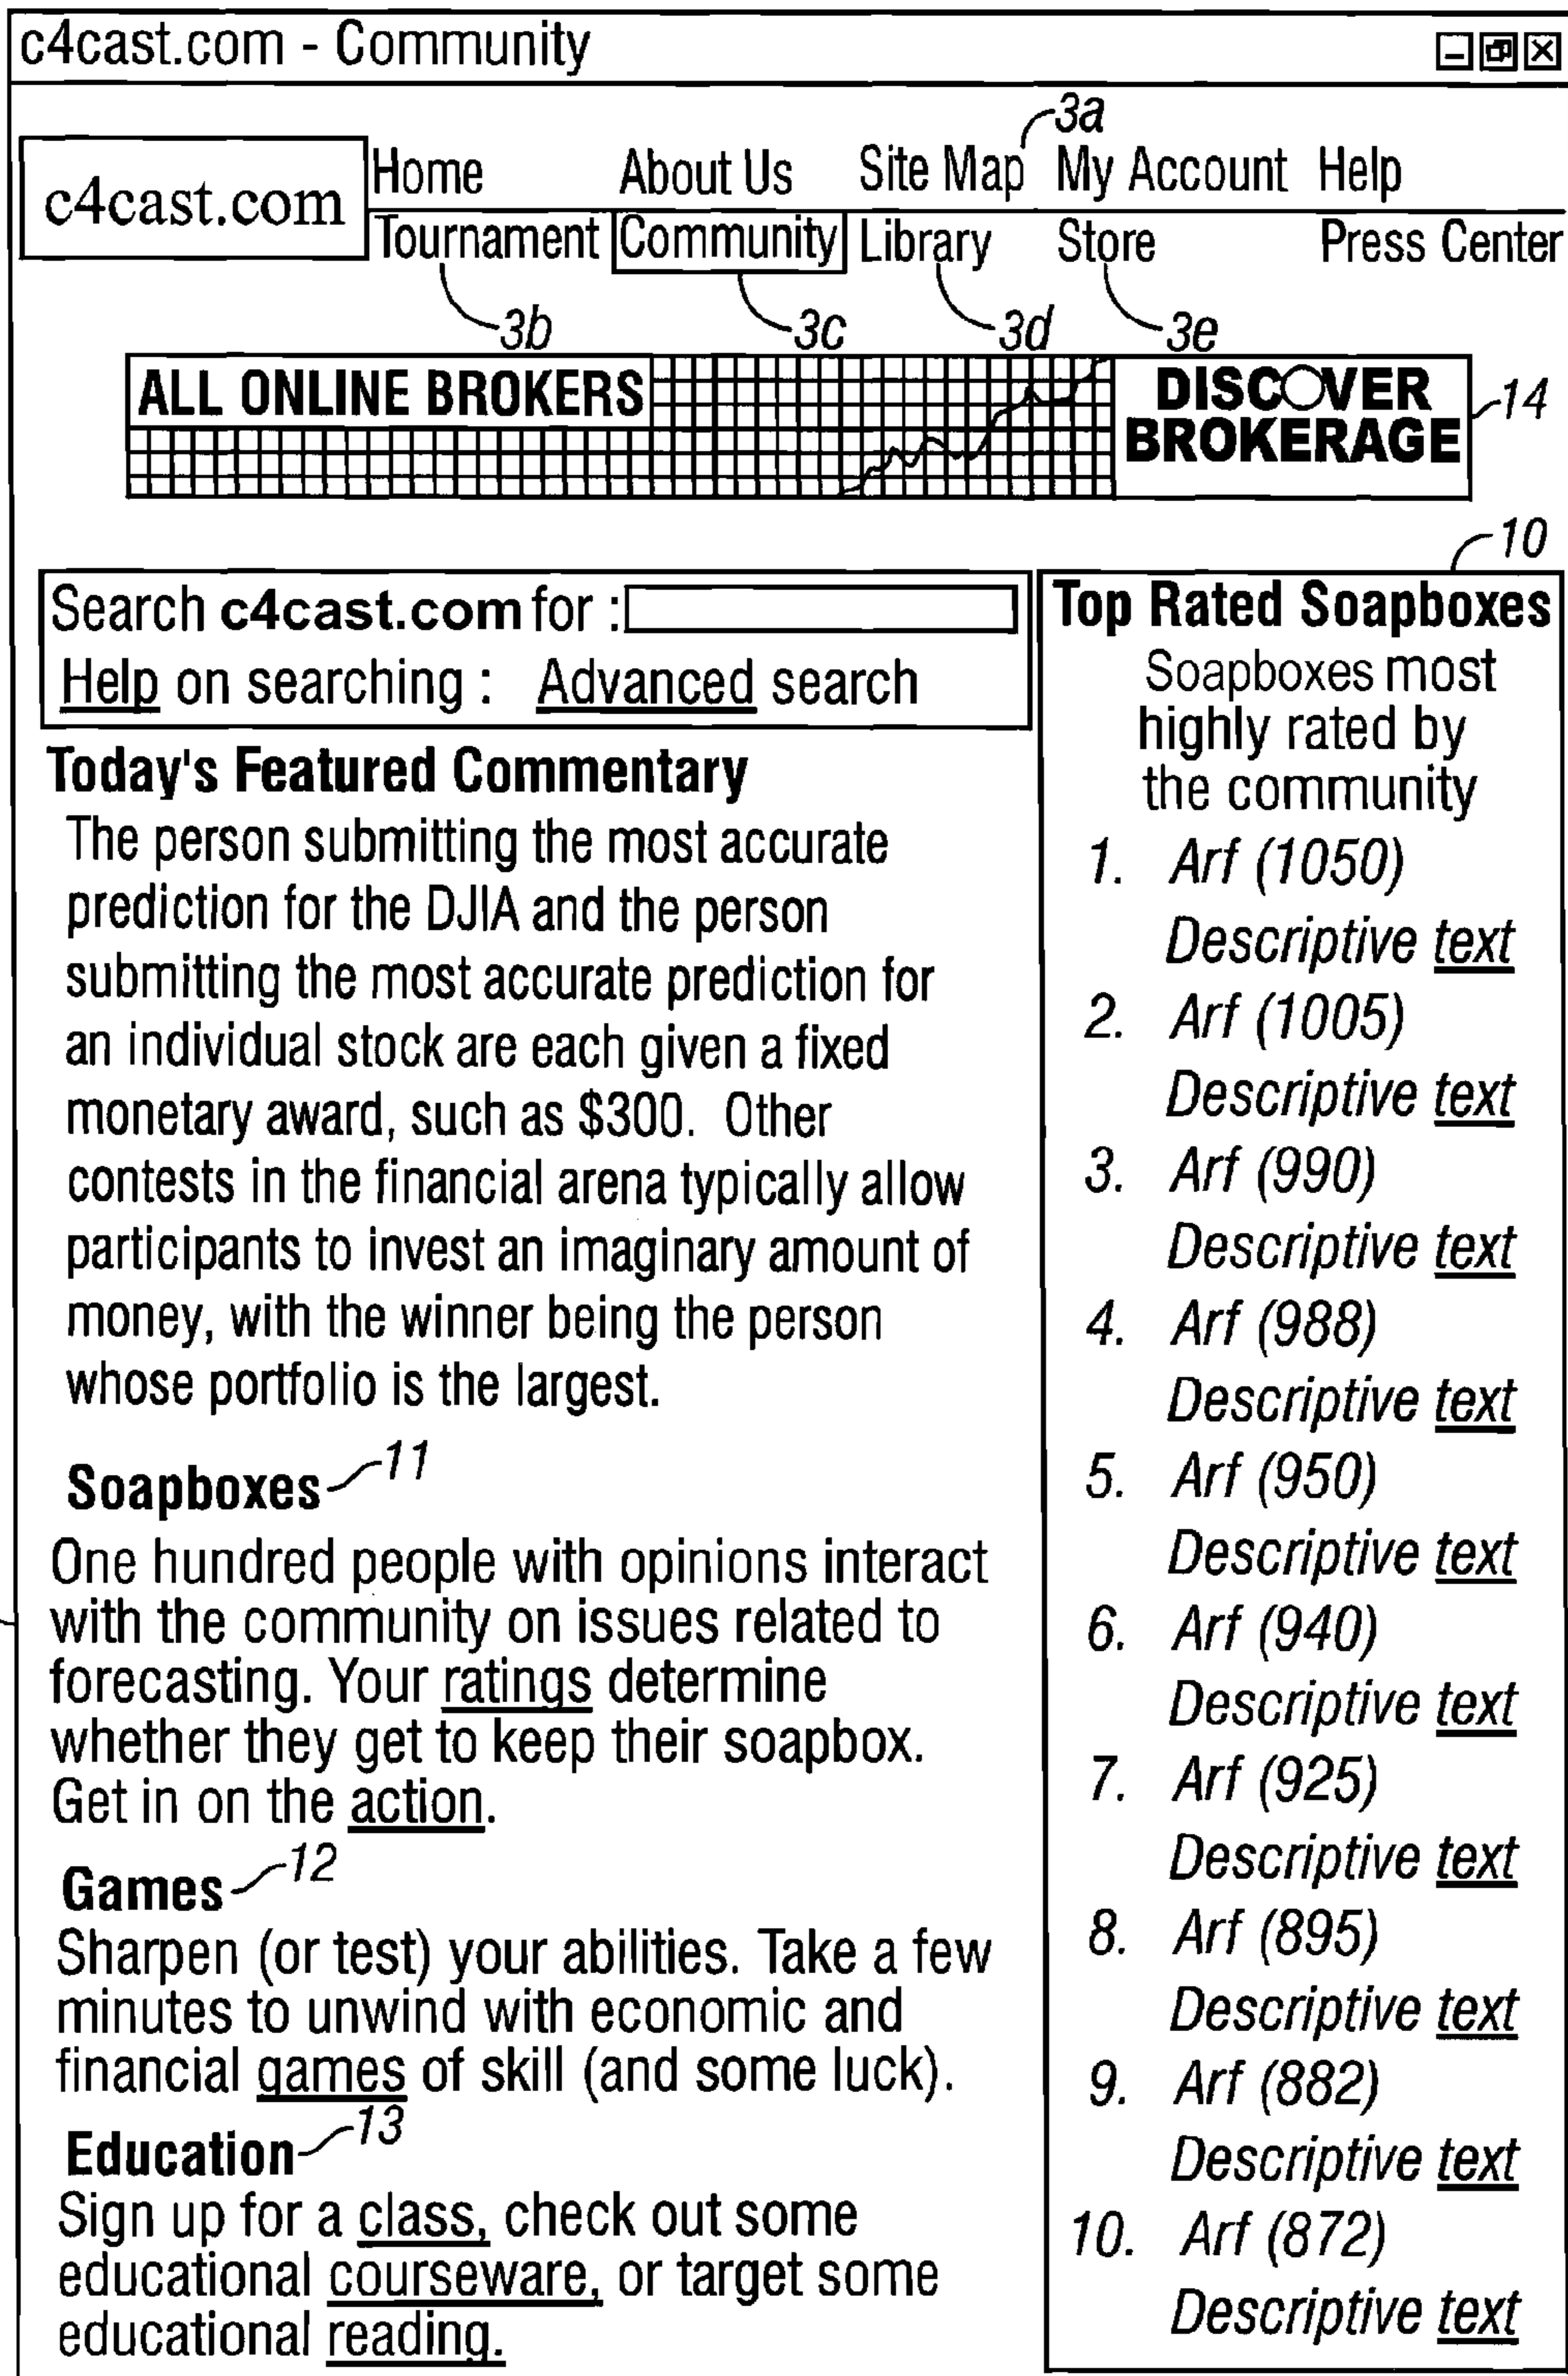 c4cast.com - Community
3a
c4cast.com
Home About Us Site Map My Account Help
Tournament Community Library Store Press Center
3b 3c 3d 3e
ALL ONLINE BROKERS
DISCOVER
BROKERAGE
14
10
Search c4cast.com for :
Help on searching : Advanced search
Today's Featured Commentary
The person submitting the most accurate
prediction for the DJIA and the person
submitting the most accurate prediction for
an individual stock are each given a fixed
monetary award, such as $300. Other
contests in the financial arena typically allow
participants to invest an imaginary amount of
money, with the winner being the person
whose portfolio is the largest.
Soapboxes 11
One hundred people with opinions interact
with the community on issues related to
forecasting. Your ratings determine
whether they get to keep their soapbox.
Get in on the action.
Games 12
Sharpen (or test) your abilities. Take a few
minutes to unwind with economic and
financial games of skill (and some luck).
Education 13
Sign up for a class, check out some
educational courseware, or target some
educational reading.
Top Rated Soapboxes
Soapboxes most
highly rated by
the community
1. Arf (1050)
Descriptive text
2. Arf (1005)
Descriptive text
3. Arf (990)
Descriptive text
4. Arf (988)
Descriptive text
5. Arf (950)
Descriptive text
6. Arf (940)
Descriptive text
7. Arf (925)
Descriptive text
8. Arf (895)
Descriptive text
9. Arf (882)
Descriptive text
10. Arf (872)
Descriptive text